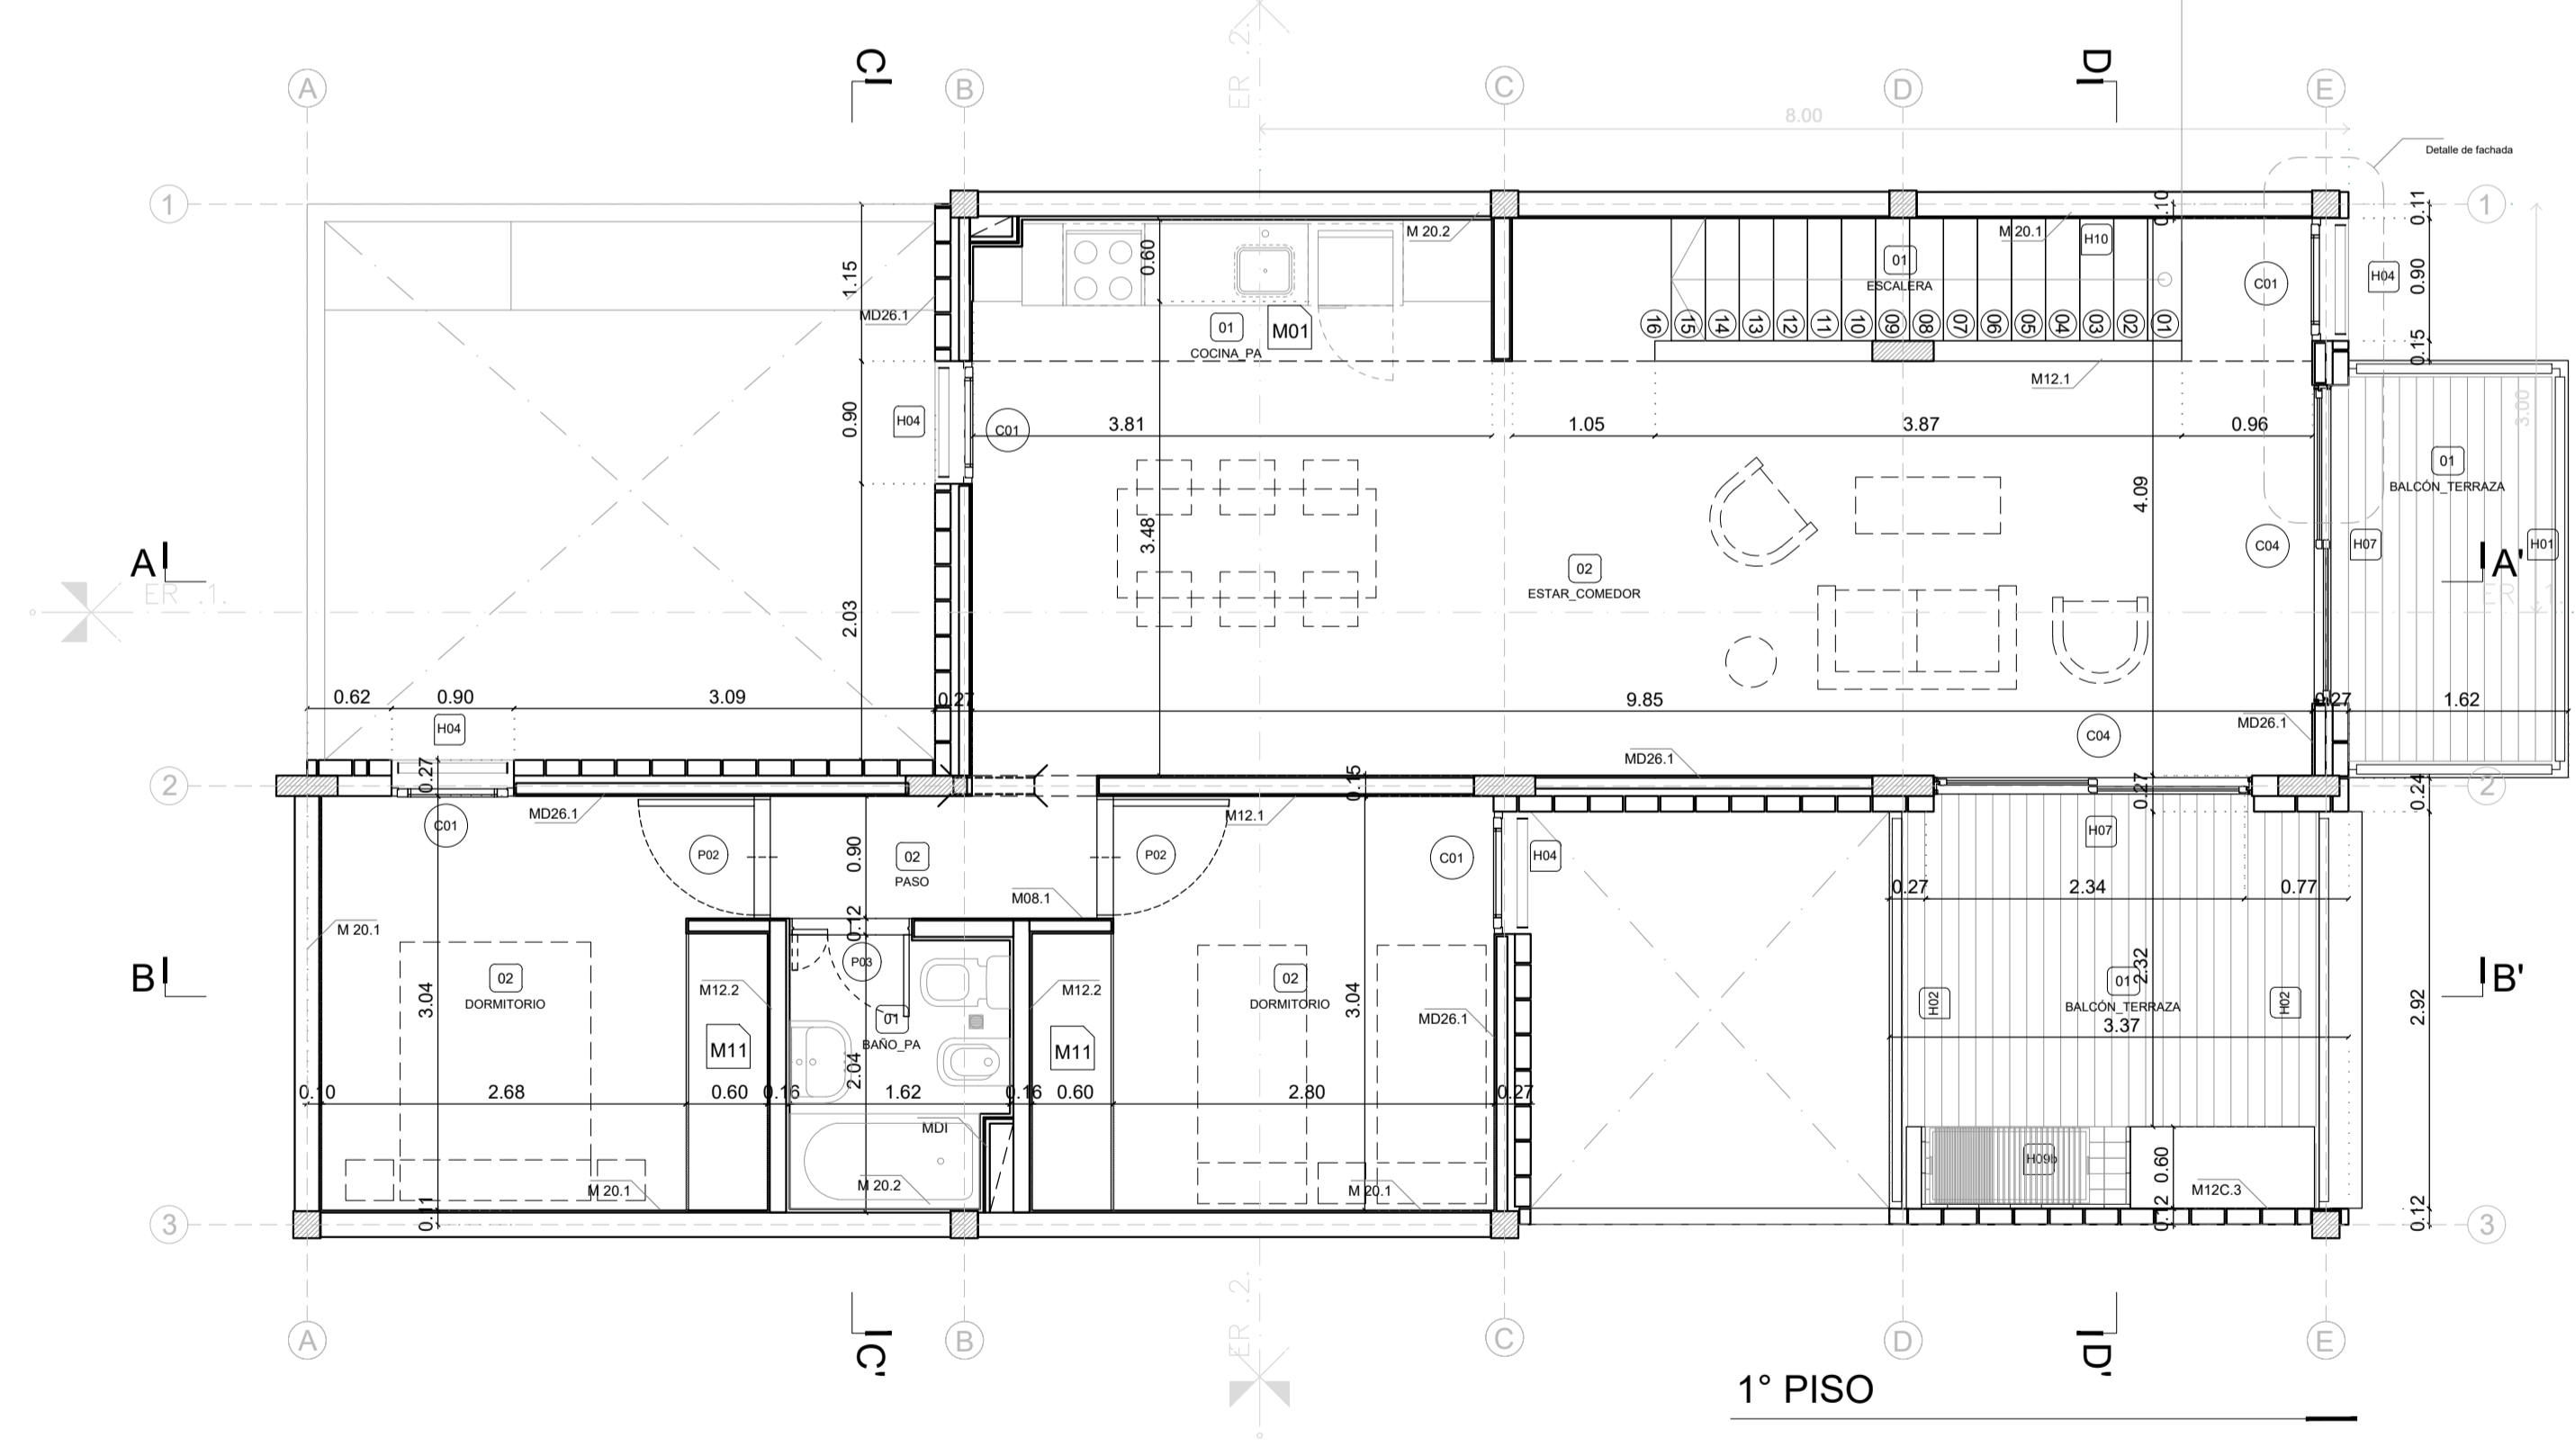 C
D
A
B
C
D
E
ER .2.
8.00
Detalle de fachada
1
1
0.10
0.11
M 20.2
M 20.1
H10
01
ESCALERA
0.60
1.15
MD26.1
C01
H04
0.90
01
COCINA_PA
M01
16
15
14
13
12
11
10
09
08
07
06
05
04
03
02
01
0.15
M12.1
0.90
H04
C01
3.81
1.05
3.87
0.96
3.00
01
BALCÓN_TERRAZA
4.09
3.48
C04
H07
H01
A
A'
02
ESTAR_COMEDOR
ER .1.
ER .1.
2.03
0.62
0.90
3.09
0.27
9.85
0.27
1.62
H04
MD26.1
C04
MD26.1
2
0.27
0.15
0.27
0.24
2
MD26.1
C01
M12.1
H07
P02
0.90
02
PASO
P02
C01
H04
0.27
2.34
0.77
M08.1
0.12
M 20.1
B
B'
02
DORMITORIO
3.04
M12.2
P03
M12.2
02
DORMITORIO
3.04
MD26.1
2.32
H02
01
BALCÓN_TERRAZA
H02
3.37
2.92
01
BAÑO_PA
M11
M11
2.04
0.10
2.68
0.60
0.16
1.62
0.16
0.60
2.80
0.27
MDI
H09b
0.60
M 20.1
M 20.2
M 20.1
M12C.3
0.11
0.12
0.12
3
3
ER .2.
A
B
C
D
E
C'
D'
1° PISO